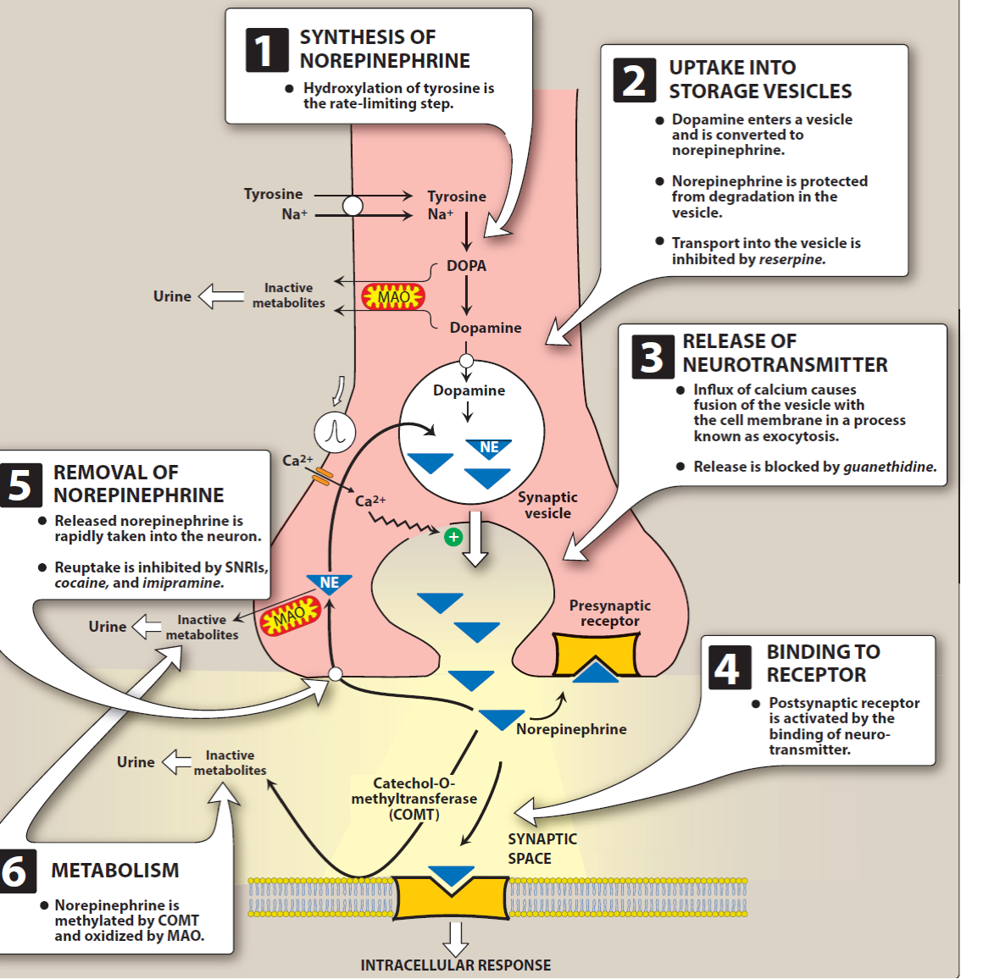 1
SYNTHESIS OF
NOREPINEPHRINE
● Hydroxylation of tyrosine is
the rate-limiting step.
2
UPTAKE INTO
STORAGE VESICLES
● Dopamine enters a vesicle
and is converted to
norepinephrine.
● Norepinephrine is protected
from degradation in the
vesicle.
● Transport into the vesicle is
inhibited by reserpine.
Tyrosine
Na+
Tyrosine
Na+
DOPA
Urine
Inactive
metabolites
MAO
Dopamine
3
RELEASE OF
NEUROTRANSMITTER
● Influx of calcium causes
fusion of the vesicle with
the cell membrane in a process
known as exocytosis.
● Release is blocked by guanethidine.
Dopamine
NE
Ca2+
Ca2+
Synaptic
vesicle
+
5
REMOVAL OF
NOREPINEPHRINE
● Released norepinephrine is
rapidly taken into the neuron.
● Reuptake is inhibited by SNRIs,
cocaine, and imipramine.
NE
MAO
Urine
Inactive
metabolites
Presynaptic
receptor
4
BINDING TO
RECEPTOR
● Postsynaptic receptor
is activated by the
binding of neuro-
transmitter.
Norepinephrine
Urine
Inactive
metabolites
Catechol-O-
methyltransferase
(COMT)
SYNAPTIC
SPACE
6
METABOLISM
● Norepinephrine is
methylated by COMT
and oxidized by MAO.
INTRACELLULAR RESPONSE